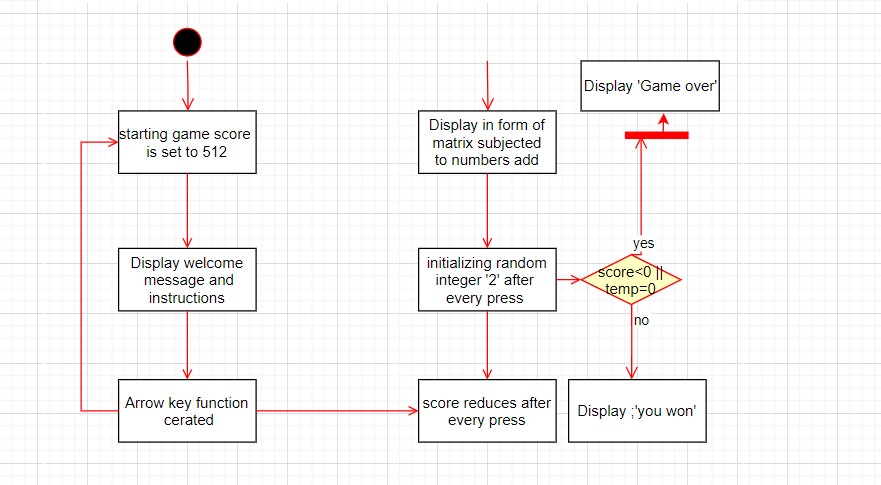 starting game score
is set to 512
Display welcome
message and
instructions
Arrow key function
cerated
Display in form of
matrix subjected
to numbers add
initializing random
integer '2' after
every press
score reduces after
every press
Display 'Game over'
yes
score<0 ||
temp=0
no
Display ;'you won'